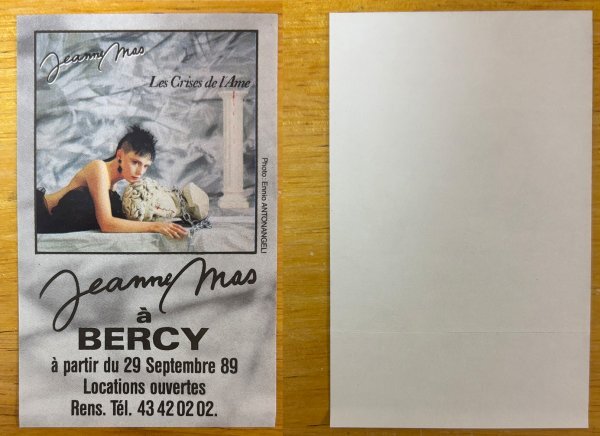 Jeanne Mas
Les Crises de l'Ame
Photo : Ennio ANTONANGELI
Jeanne Mas
à
BERCY
à partir du 29 Septembre 89
Locations ouvertes
Rens. Tél. 43 42 02 02.